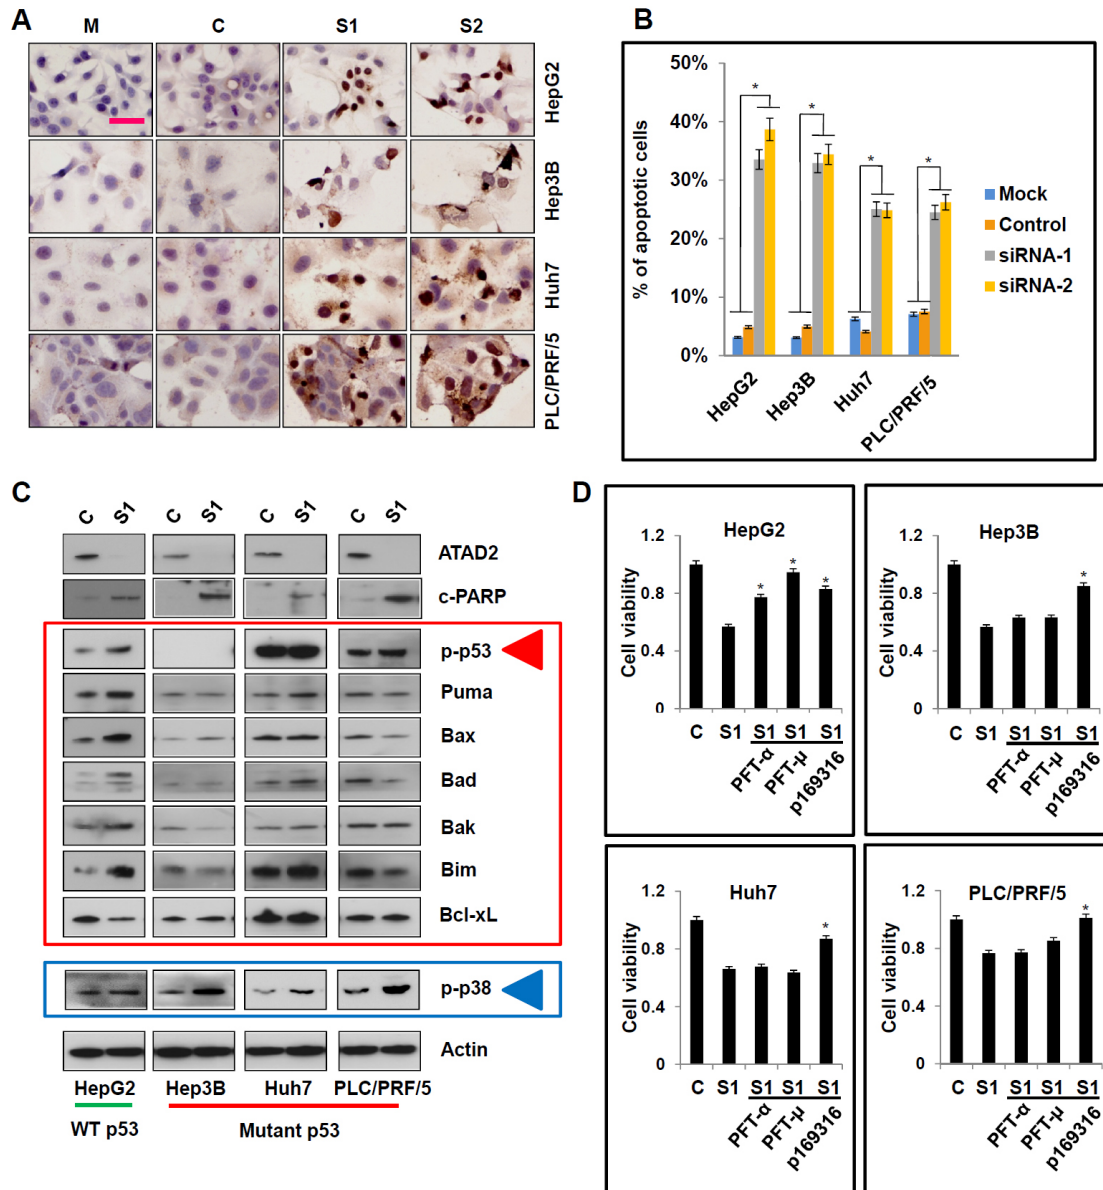 A
M C S1 S2
HepG2
Hep3B
Huh7
PLC/PRF/5
B
50%
40%
30%
20%
10%
0%
% of apoptotic cells
* * * *
HepG2 Hep3B Huh7 PLC/PRF/5
Mock
Control
siRNA-1
siRNA-2
C
C S1 C S1 C S1 C S1
ATAD2
c-PARP
p-p53
Puma
Bax
Bad
Bak
Bim
Bcl-xL
p-p38
Actin
HepG2 Hep3B Huh7 PLC/PRF/5
WT p53 Mutant p53
D
HepG2
1.2
0.8
0.4
0
Cell viability
* * *
C S1 S1 S1 S1
PFT-α PFT-μ p169316
Hep3B
1.2
0.8
0.4
0
Cell viability
*
C S1 S1 S1 S1
PFT-α PFT-μ p169316
Huh7
1.2
0.8
0.4
0
Cell viability
*
C S1 S1 S1 S1
PFT-α PFT-μ p169316
PLC/PRF/5
1.2
0.8
0.4
0
Cell viability
*
C S1 S1 S1 S1
PFT-α PFT-μ p169316